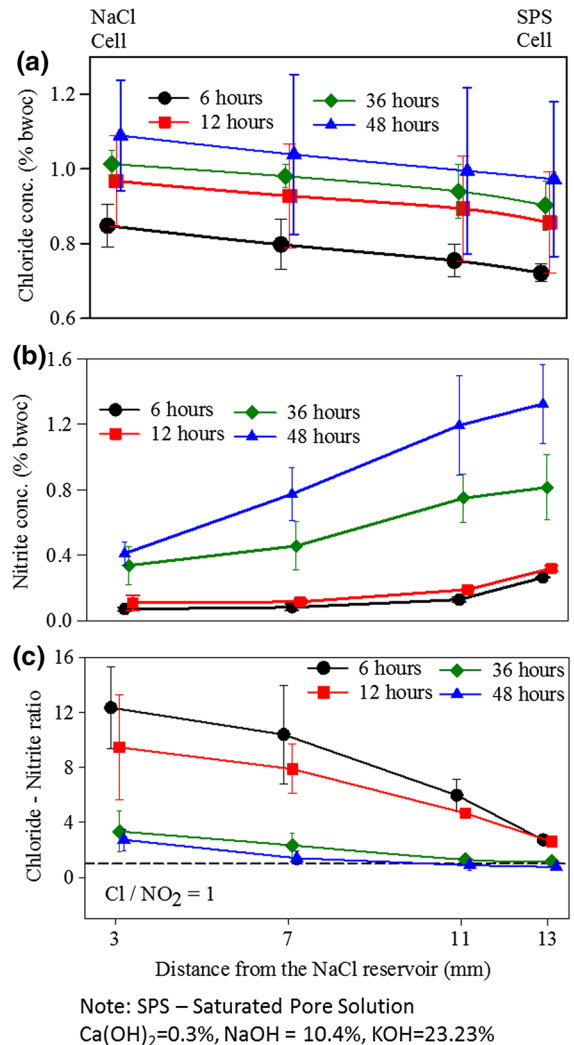 NaCl Cell
SPS Cell
(a)
Chloride conc. (% bwoc)
1.2
1.0
0.8
0.6
6 hours
36 hours
12 hours
48 hours
(b)
Nitrite conc. (% bwoc)
1.6
1.2
0.8
0.4
0.0
6 hours
36 hours
12 hours
48 hours
(c)
Chloride - Nitrite ratio
16
12
8
4
0
6 hours
36 hours
12 hours
48 hours
Cl / NO2 = 1
3 7 11 13
Distance from the NaCl reservoir (mm)
Note: SPS – Saturated Pore Solution
Ca(OH)2=0.3%, NaOH = 10.4%, KOH=23.23%